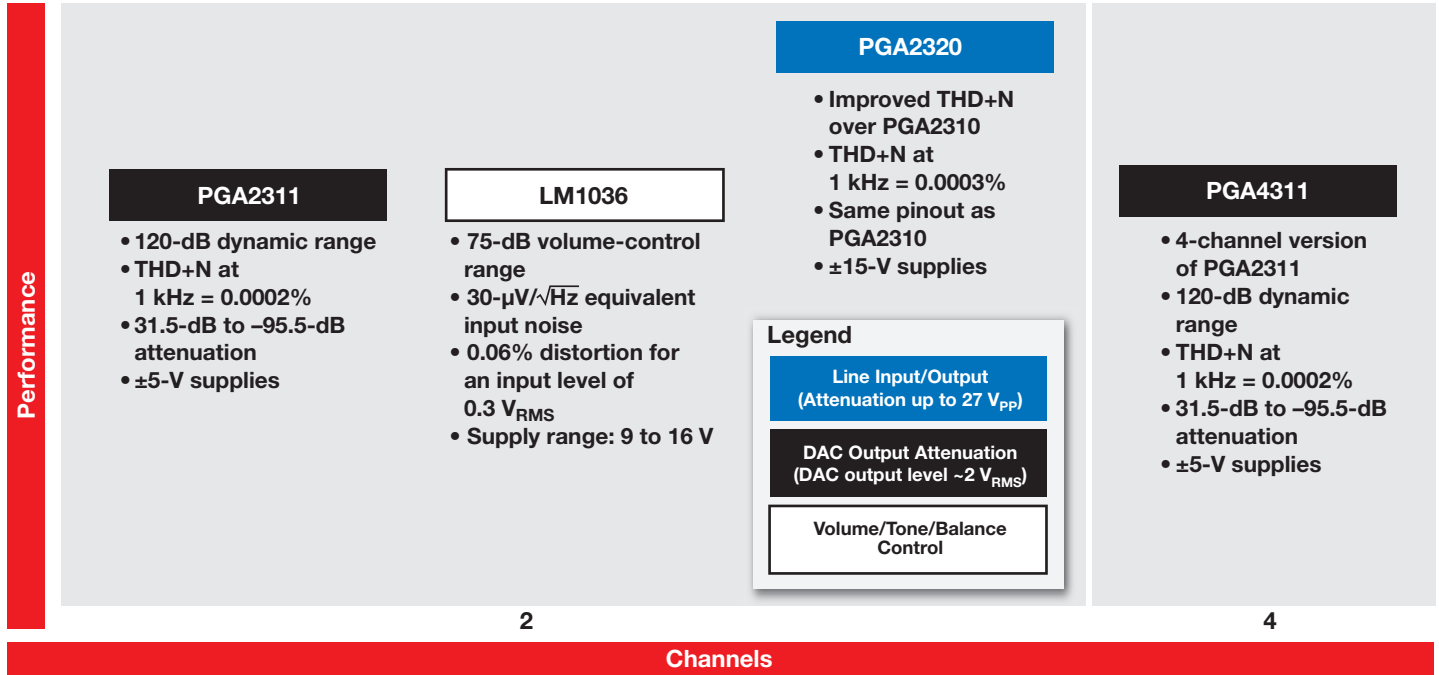 Performance
PGA2311
• 120-dB dynamic range
• THD+N at
1 kHz = 0.0002%
• 31.5-dB to –95.5-dB
attenuation
• ±5-V supplies
LM1036
• 75-dB volume-control
range
• 30-µV/√Hz equivalent
input noise
• 0.06% distortion for
an input level of
0.3 VRMS
• Supply range: 9 to 16 V
PGA2320
• Improved THD+N
over PGA2310
• THD+N at
1 kHz = 0.0003%
• Same pinout as
PGA2310
• ±15-V supplies
Legend
Line Input/Output
(Attenuation up to 27 VPP)
DAC Output Attenuation
(DAC output level ~2 VRMS)
Volume/Tone/Balance
Control
PGA4311
• 4-channel version
of PGA2311
• 120-dB dynamic
range
• THD+N at
1 kHz = 0.0002%
• 31.5-dB to –95.5-dB
attenuation
• ±5-V supplies
2
4
Channels